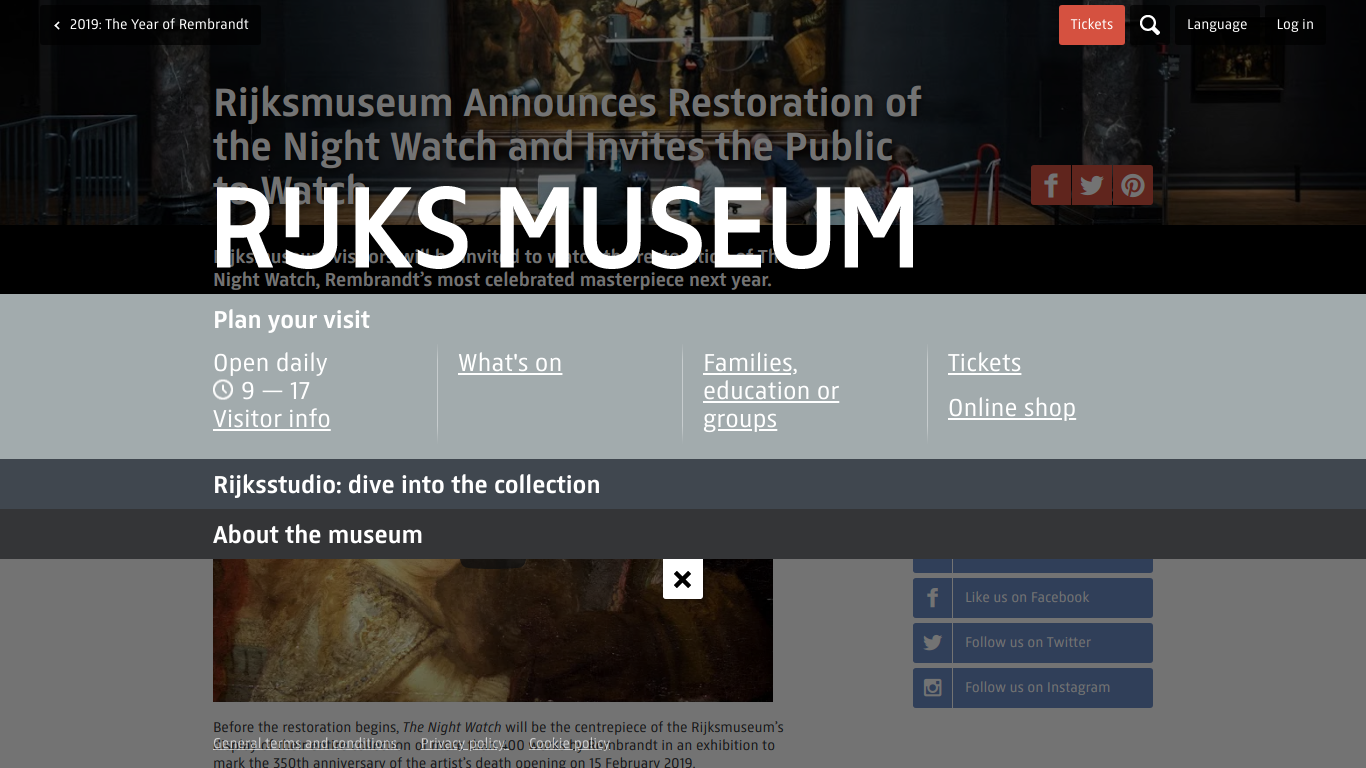 2019: The Year of Rembrandt
Tickets
Language
Log in
Rijksmuseum Announces Restoration of
the Night Watch and Invites the Public
to Watch
RIJKS MUSEUM
Rijksmuseum visitors will be invited to watch the restoration of The
Night Watch, Rembrandt’s most celebrated masterpiece next year.
Plan your visit
Open daily
9 — 17
Visitor info
What's on
Families,
education or
groups
Tickets
Online shop
Rijksstudio: dive into the collection
About the museum
Like us on Facebook
Follow us on Twitter
Follow us on Instagram
Before the restoration begins, The Night Watch will be the centrepiece of the Rijksmuseum’s
General terms and conditions
Privacy policy
Cookie policy
on 400 by Rembrandt in an exhibition to
mark the 350th anniversary of the artist’s death opening on 15 February 2019.